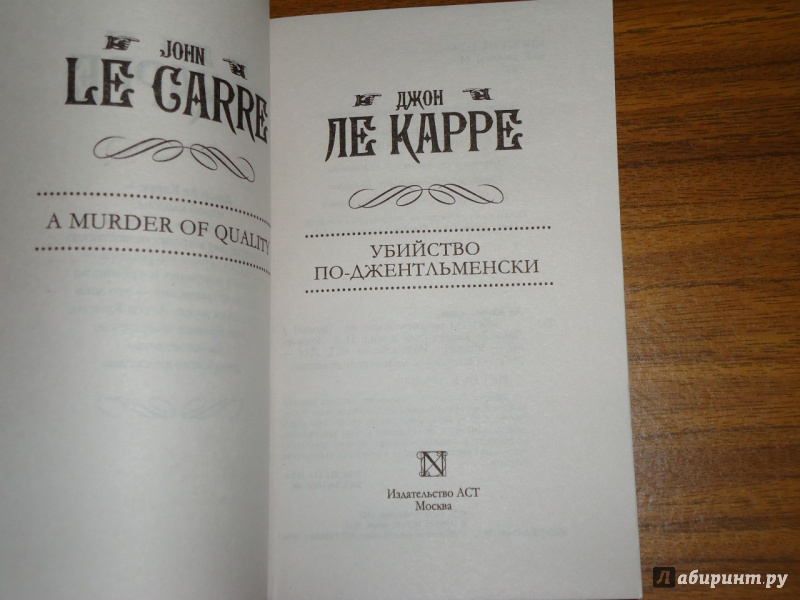 JOHN
LE CARRE
A MURDER OF QUALITY
ДЖОН
ЛЕ КАРРЕ
УБИЙСТВО
ПО-ДЖЕНТЛЬМЕНСКИ
N
Издательство АСТ
Москва
Лабиринт.ру